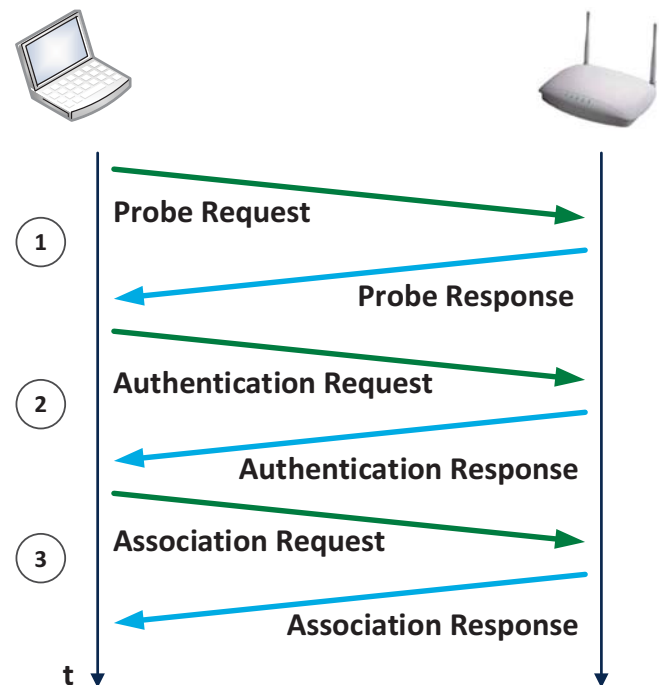 1
Probe Request
Probe Response
2
Authentication Request
Authentication Response
3
Association Request
Association Response
t